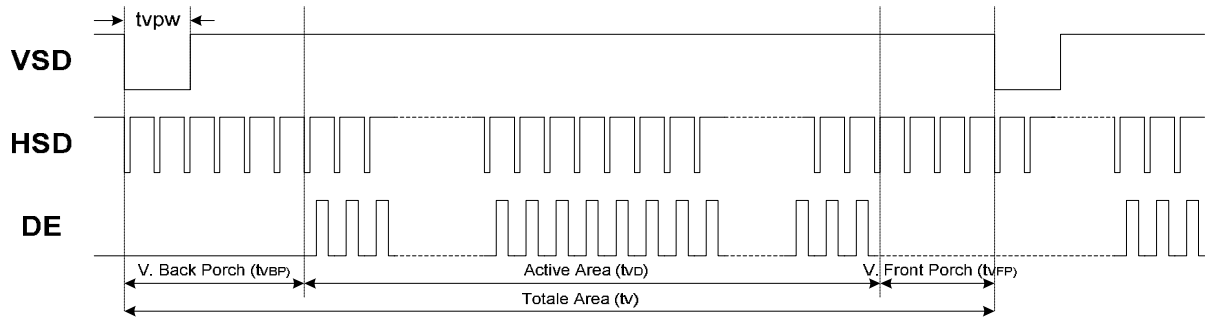 tvpw
VSD
HSD
DE
V. Back Porch (tVBP)
Active Area (tVD)
V. Front Porch (tVFP)
Totale Area (tv)